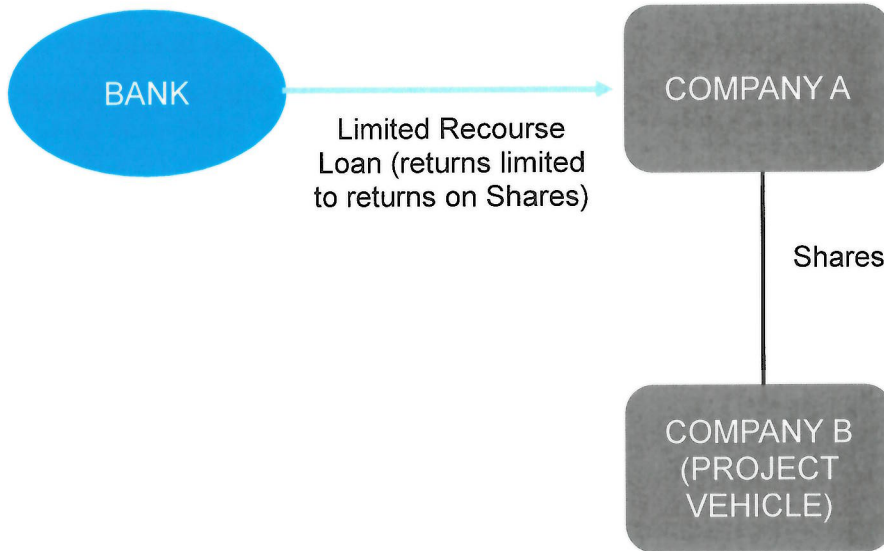 BANK
COMPANY A
Limited Recourse
Loan (returns limited
to returns on Shares)
Shares
COMPANY B
(PROJECT
VEHICLE)